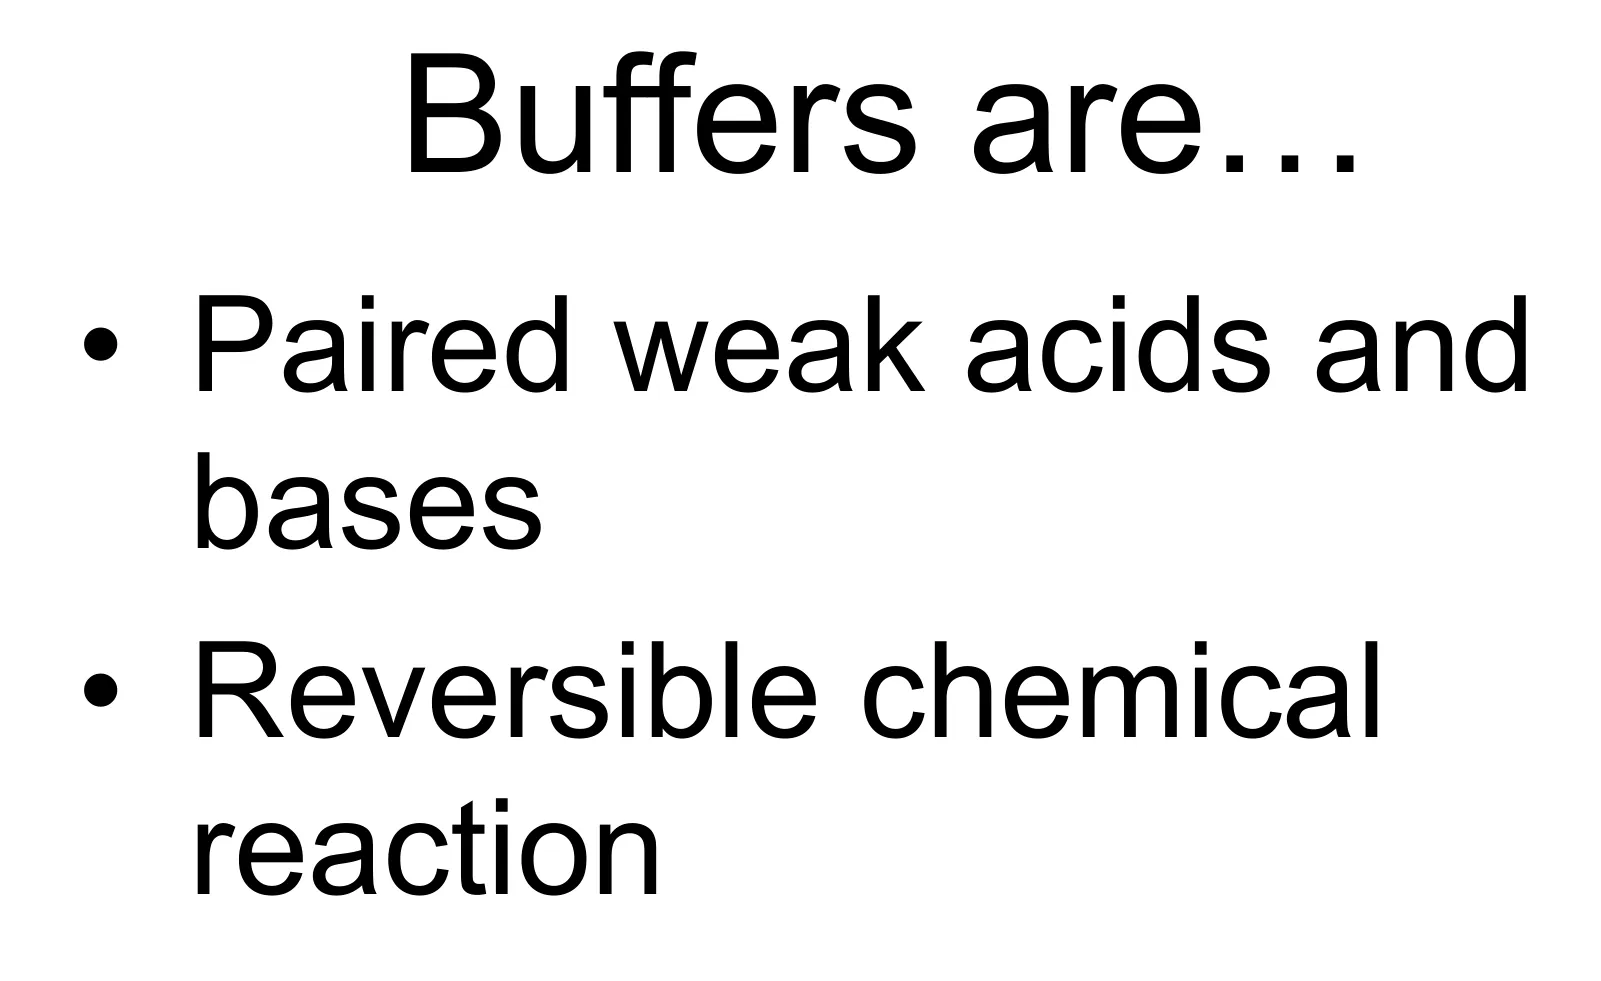 Buffers are…
• Paired weak acids and
bases
• Reversible chemical
reaction